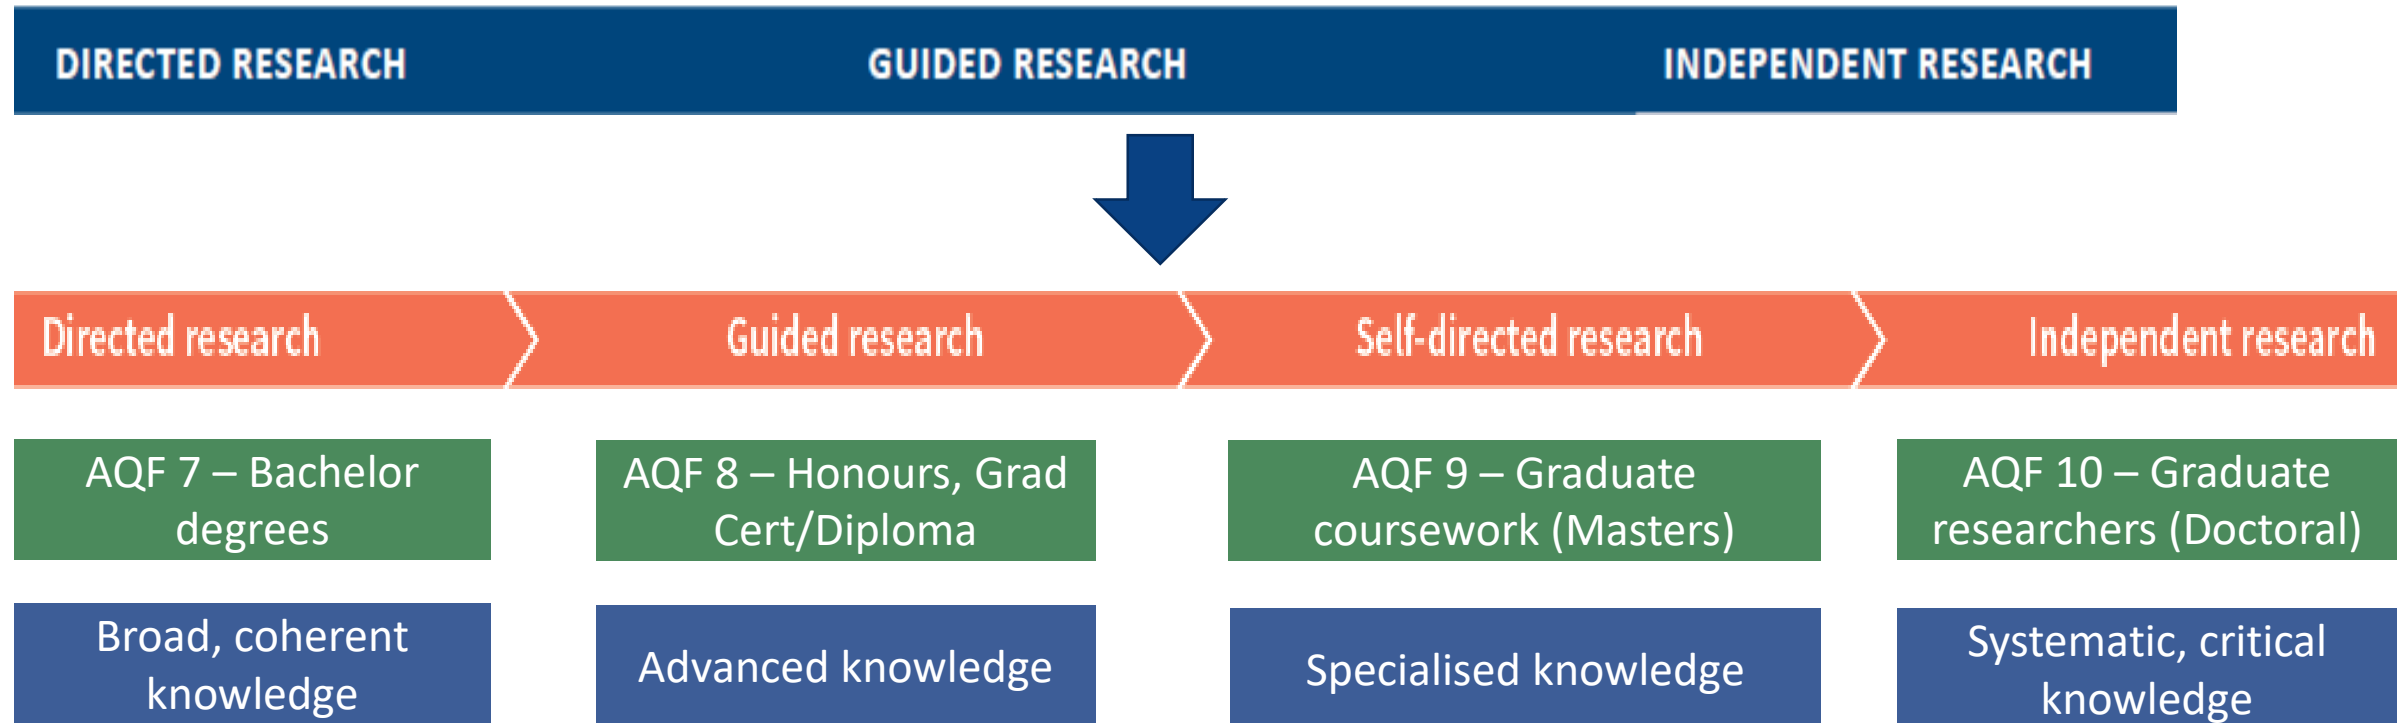 DIRECTED RESEARCH GUIDED RESEARCH INDEPENDENT RESEARCH
Directed research Guided research Self-directed research Independent research
AQF 7 – Bachelor
degrees
AQF 8 – Honours, Grad
Cert/Diploma
AQF 9 – Graduate
coursework (Masters)
AQF 10 – Graduate
researchers (Doctoral)
Broad, coherent
knowledge
Advanced knowledge
Specialised knowledge
Systematic, critical
knowledge